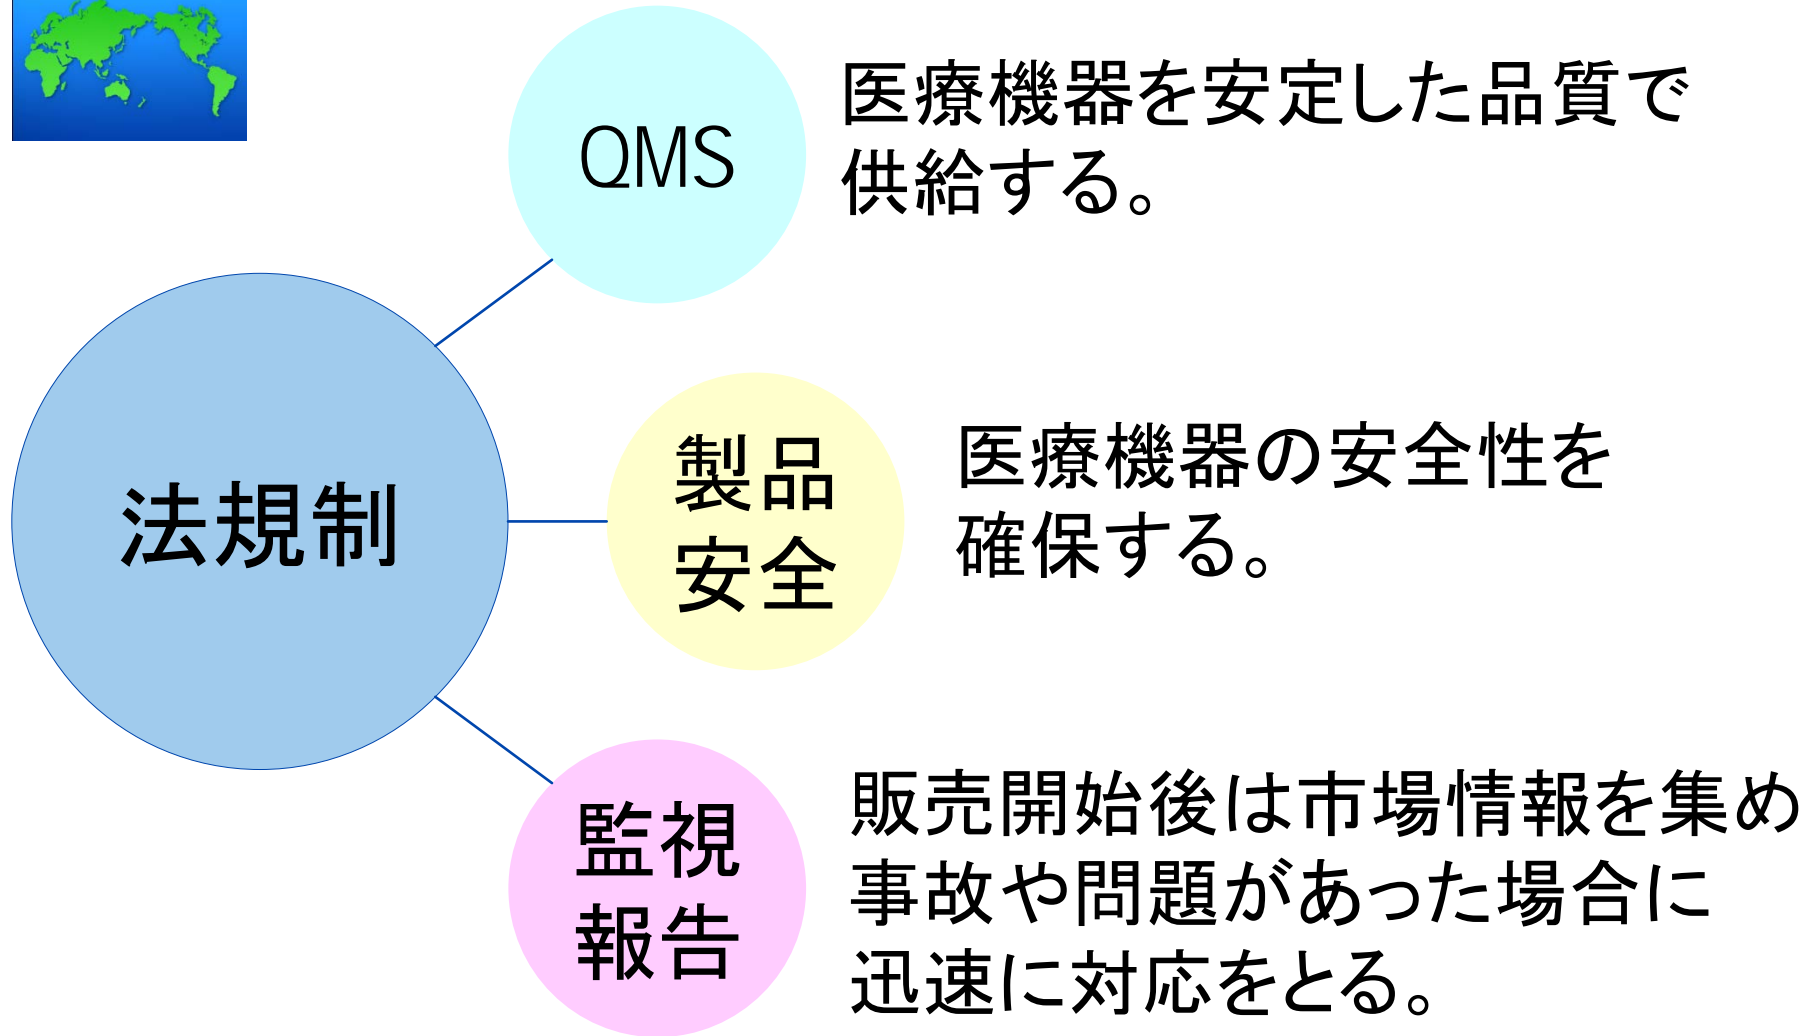 QMS
医療機器を安定した品質で
供給する。
法規制
製品
安全
医療機器の安全性を
確保する。
監視
報告
販売開始後は市場情報を集め
事故や問題があった場合に
迅速に対応をとる。